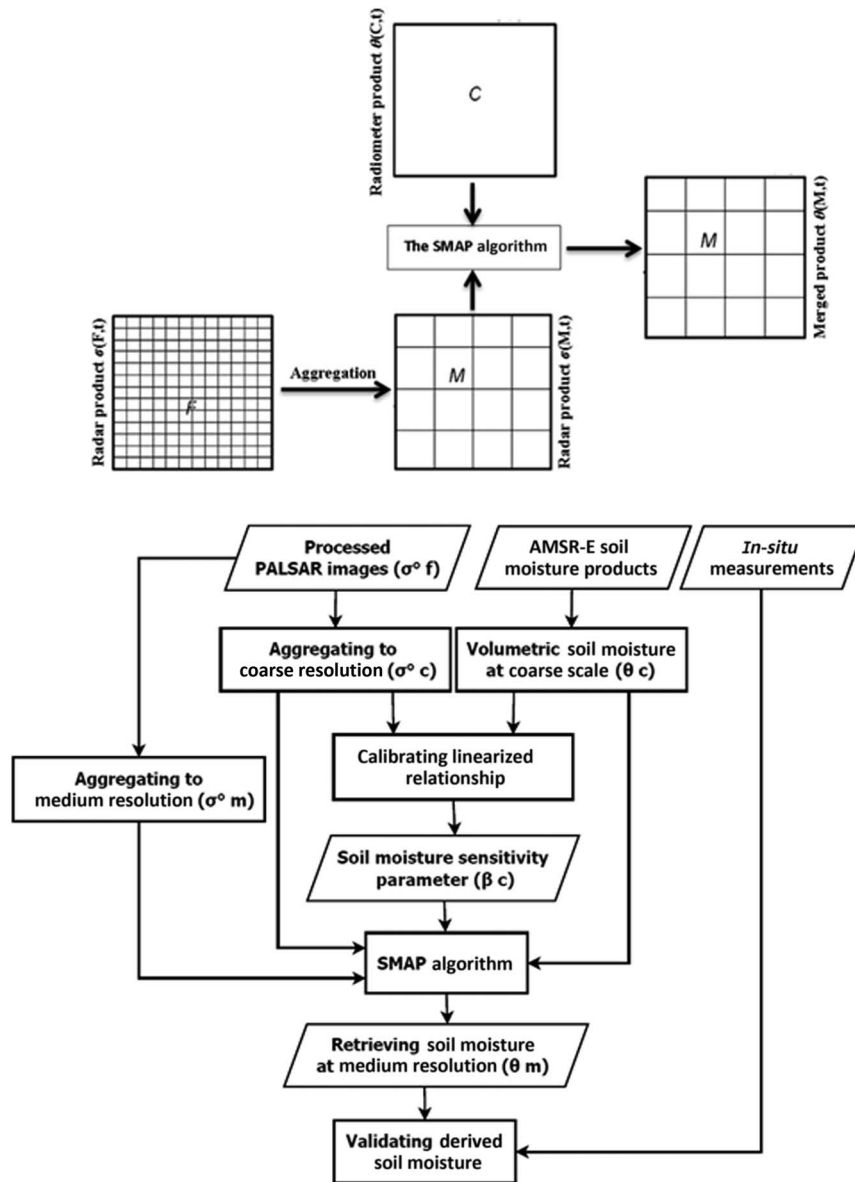 Radiometer product θ(C,t)
C
The SMAP algorithm
M
Merged product θ(M,t)
Radar product σ(F,t)
F
Aggregation
M
Radar product σ(M,t)
Processed
PALSAR images (σ° f)
AMSR-E soil
moisture products
In-situ
measurements
Aggregating to
coarse resolution (σ° c)
Volumetric soil moisture
at coarse scale (θ c)
Calibrating linearized
relationship
Aggregating to
medium resolution (σ° m)
Soil moisture sensitivity
parameter (β c)
SMAP algorithm
Retrieving soil moisture
at medium resolution (θ m)
Validating derived
soil moisture